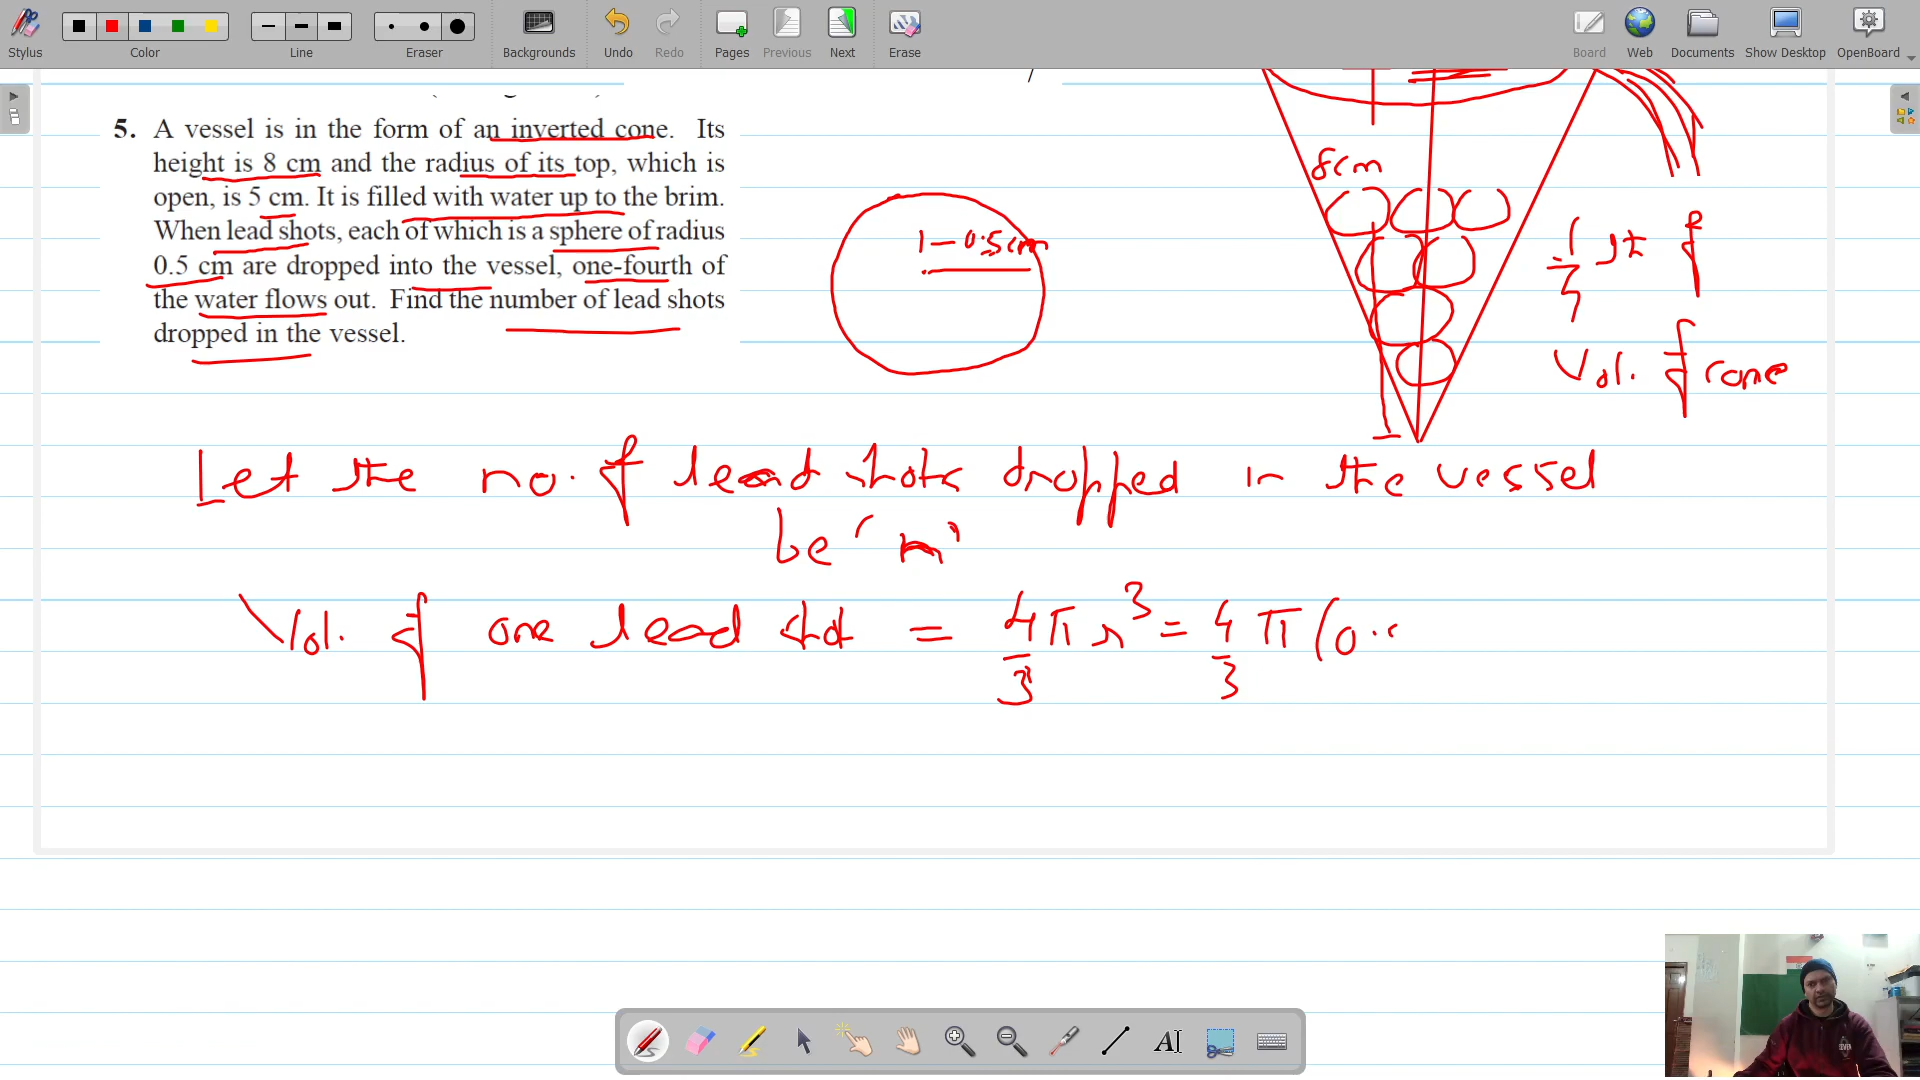 Stylus
Color
Line
Eraser
Backgrounds
Undo
Redo
Pages
Previous
Next
Erase
Board
Web
Documents
Show Desktop
OpenBoard
5. A vessel is in the form of an inverted cone. Its
height is 8 cm and the radius of its top, which is
open, is 5 cm. It is filled with water up to the brim.
When lead shots, each of which is a sphere of radius
0.5 cm are dropped into the vessel, one-fourth of
the water flows out. Find the number of lead shots
dropped in the vessel.
0.5cm
8cm
1/4 of
Vol. of cone
Let the no. of lead shots dropped in the vessel
be 'n'
Vol. of one lead shot = 4/3 π r³ = 4/3 π (0.